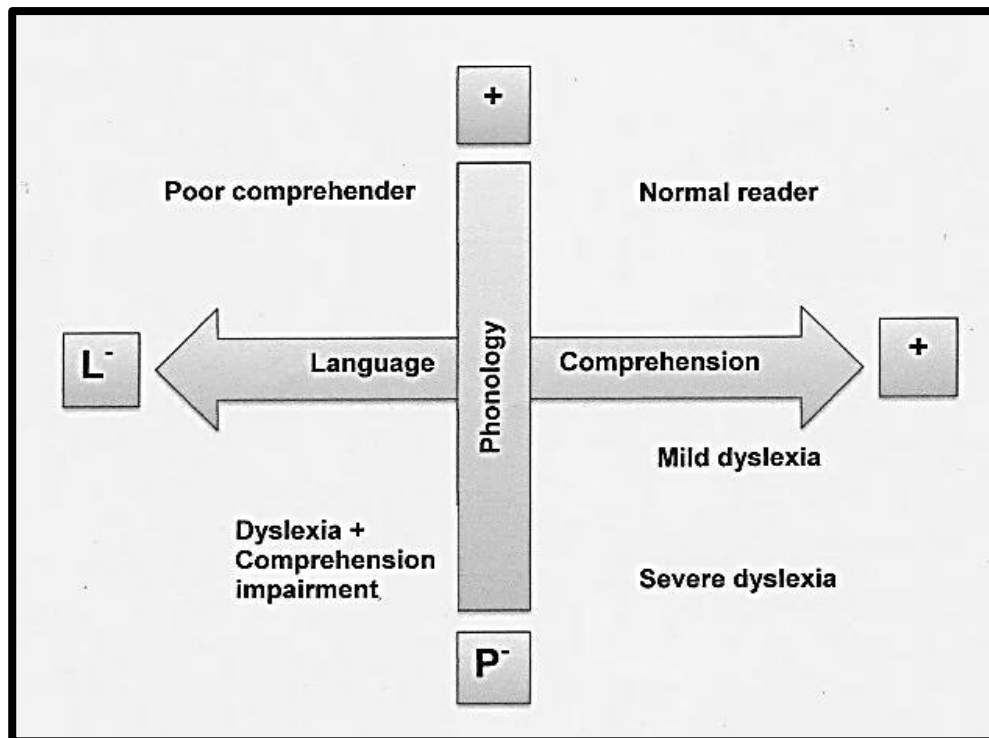 +
Poor comprehender
Normal reader
L⁻
Language
Phonology
Comprehension
+
Mild dyslexia
Dyslexia +
Comprehension
impairment
Severe dyslexia
P⁻